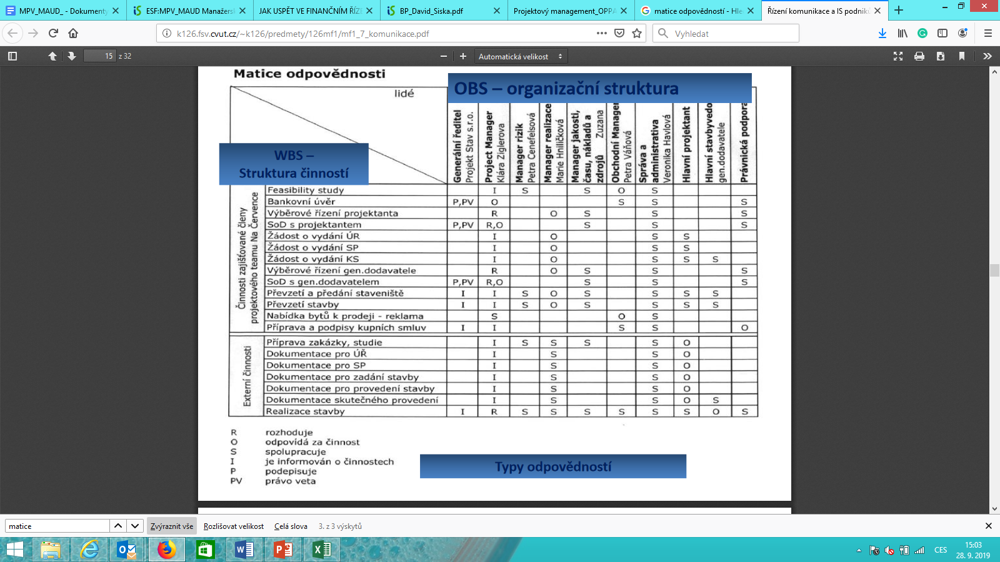 MPV_MAUD_ - Dokumenty
ESF:MPV_MAUD Manažersk
JAK USPĚT VE FINANČNÍM ŘÍZ
BP_David_Siska.pdf
Projektový management_OPPA
matice odpovědností - Hle
Řízení komunikace a IS podniků
k126.fsv.cvut.cz/~k126/predmety/126mf1/mf1_7_komunikace.pdf
Vyhledat
15 z 32
Automatická velikost
Matice odpovědnosti
OBS – organizační struktura
lidé
WBS –
Struktura činností
Generální ředitel
Projekt Stav s.r.o.
Project Manager
Klára Ziglerova
Manager rizik
Petra Cenefelsová
Manager realizace
Marie Hniličková
Manager jakosti,
času, nákladů a
zdrojů Zuzana
Obchodní Manager
Petra Váňová
Správa a
administrativa
Veronika Havlová
Hlavní projektant
Hlavní stavbyvedo
gen.dodavatele
Právnická podpora
Činnosti zajišťované členy
projektového teamu Na Července
Feasibility study I S S O S
Bankovní úvěr P,PV O S S S
Výběrové řízení projektanta R O S S S
SoD s projektantem P,PV R,O S S S
Žádost o vydání ÚR I O S S
Žádost o vydání SP I O S S
Žádost o vydání KS I O S S S
Výběrové řízení gen.dodavatele R O S S S
SoD s gen.dodavatelem P,PV R,O S S S
Převzetí a předání staveniště I I S O S S S S
Převzetí stavby I I S O S S S S
Nabídka bytů k prodeji - reklama S O S
Příprava a podpisy kupních smluv I I S S O
Externí činnosti
Příprava zakázky, studie I S S S S O
Dokumentace pro ÚŘ I S S O
Dokumentace pro SP I S S O
Dokumentace pro zadání stavby I S S O
Dokumentace pro provedení stavby I S S O
Dokumentace skutečného provedení I S S O S
Realizace stavby I R S S S S S S O S
R rozhoduje
O odpovídá za činnost
S spolupracuje
I je informován o činnostech
P podepisuje
PV právo veta
Typy odpovědností
matice
Zvýraznit vše
Rozlišovat velikost
Celá slova
3. z 3 výskytů
CES
15:03
28. 9. 2019